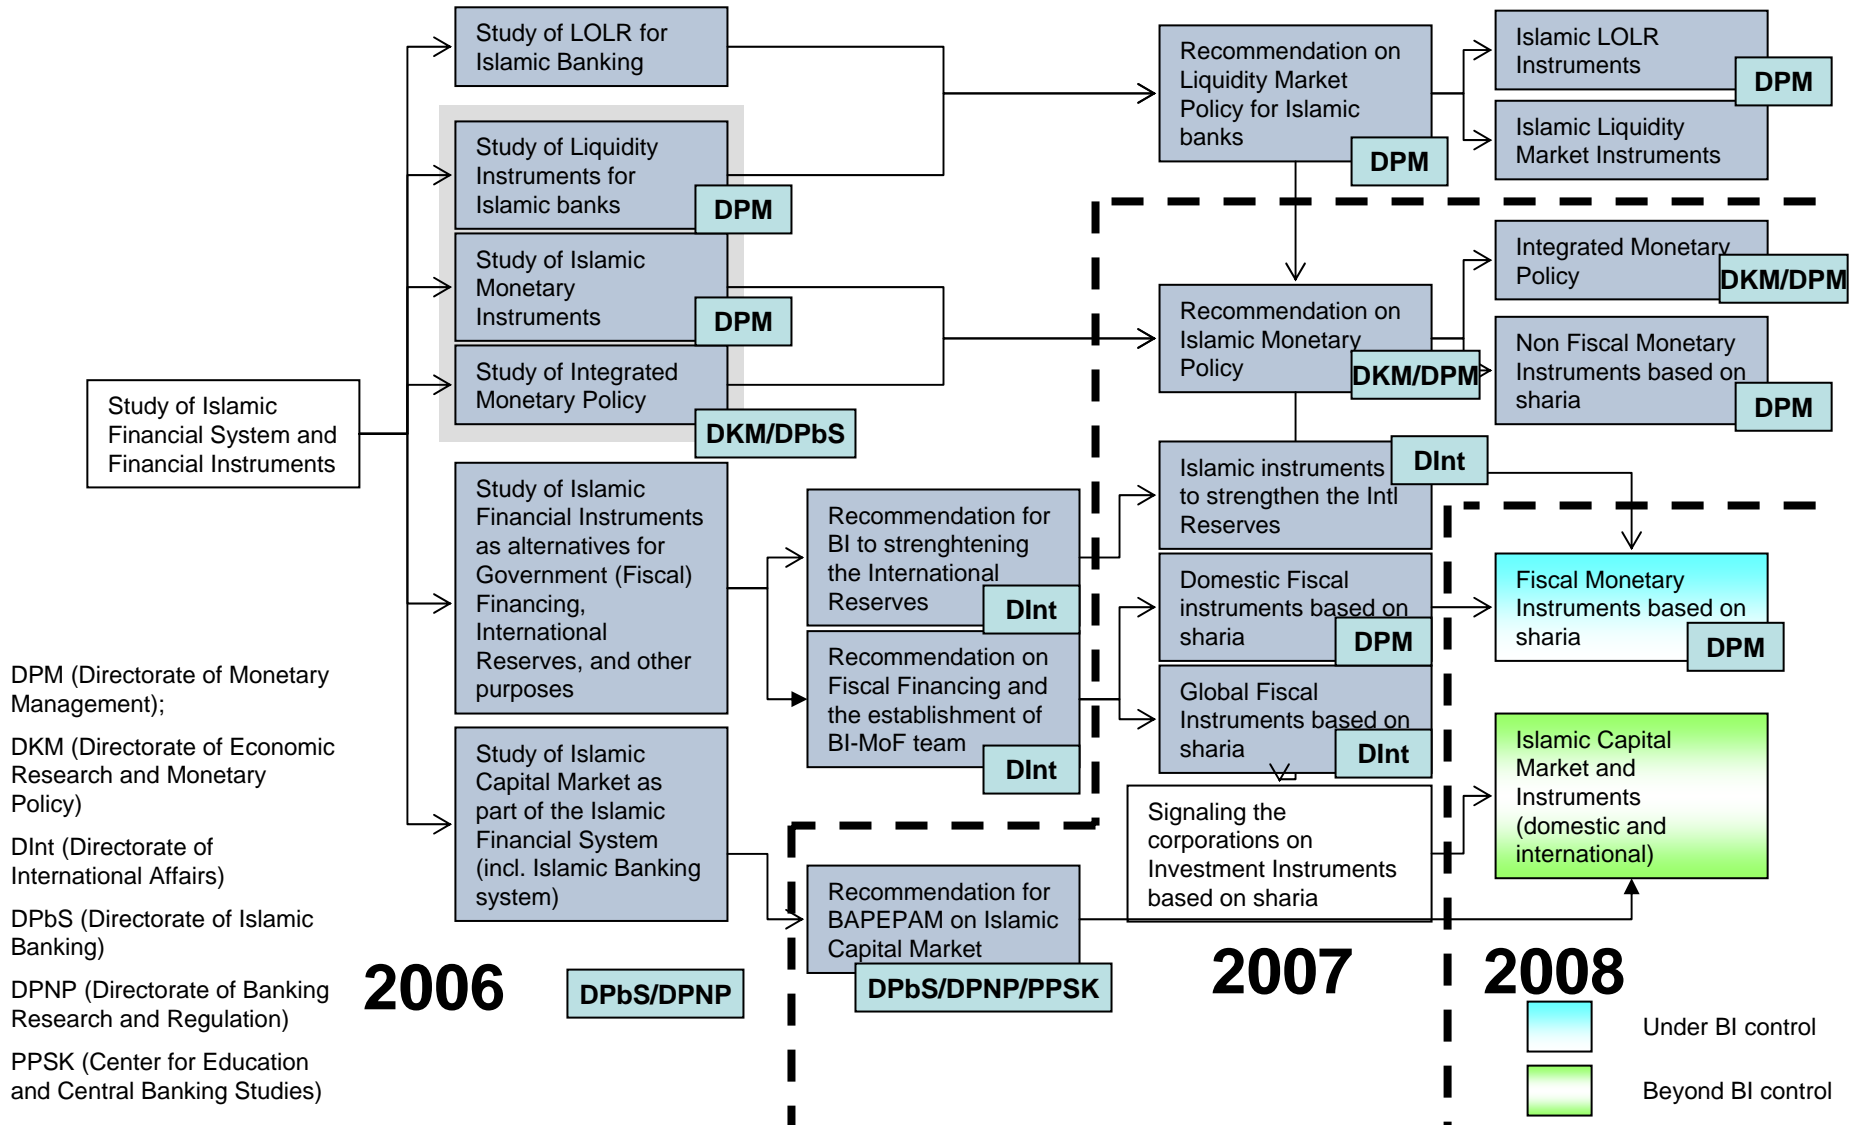 Study of Islamic
Financial System and
Financial Instruments
Study of LOLR for
Islamic Banking
Study of Liquidity
Instruments for
Islamic banks
DPM
Study of Islamic
Monetary
Instruments
DPM
Study of Integrated
Monetary Policy
DKM/DPbS
Study of Islamic
Financial Instruments
as alternatives for
Government (Fiscal)
Financing,
International
Reserves, and other
purposes
Study of Islamic
Capital Market as
part of the Islamic
Financial System
(incl. Islamic Banking
system)
DPbS/DPNP
Recommendation for
BI to strenghtening
the International
Reserves
DInt
Recommendation on
Fiscal Financing and
the establishment of
BI-MoF team
DInt
Recommendation for
BAPEPAM on Islamic
Capital Market
DPbS/DPNP/PPSK
Recommendation on
Liquidity Market
Policy for Islamic
banks
DPM
Recommendation on
Islamic Monetary
Policy
DKM/DPM
Islamic instruments
to strengthen the Intl
Reserves
DInt
Domestic Fiscal
instruments based on
sharia
DPM
Global Fiscal
Instruments based on
sharia
DInt
Signaling the
corporations on
Investment Instruments
based on sharia
Islamic LOLR
Instruments
DPM
Islamic Liquidity
Market Instruments
Integrated Monetary
Policy
DKM/DPM
Non Fiscal Monetary
Instruments based on
sharia
DPM
Fiscal Monetary
Instruments based on
sharia
DPM
Islamic Capital
Market and
Instruments
(domestic and
international)
2006
2007
2008
Under BI control
Beyond BI control
DPM (Directorate of Monetary
Management);
DKM (Directorate of Economic
Research and Monetary
Policy)
DInt (Directorate of
International Affairs)
DPbS (Directorate of Islamic
Banking)
DPNP (Directorate of Banking
Research and Regulation)
PPSK (Center for Education
and Central Banking Studies)